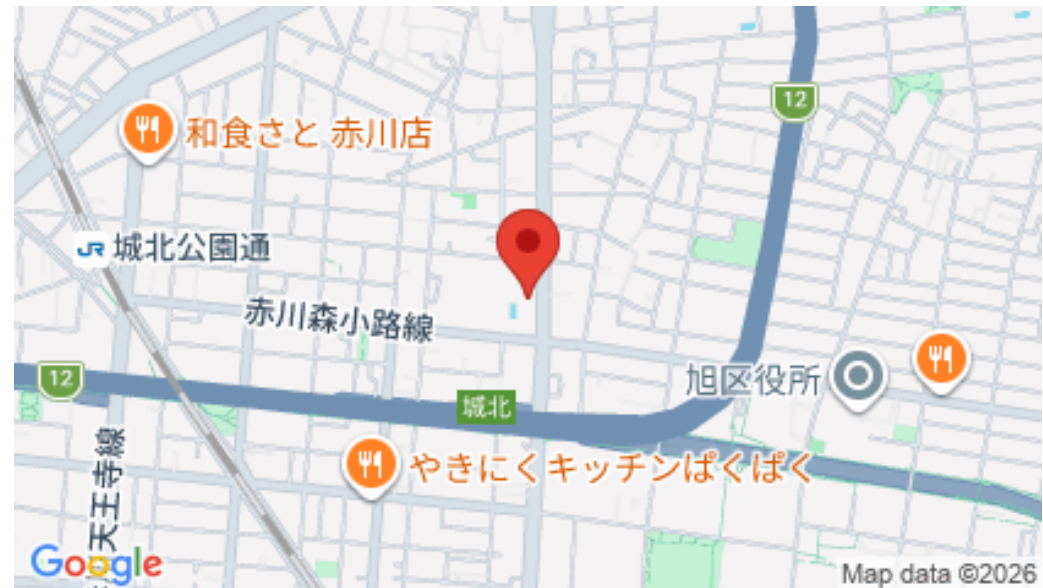 12
和食さと 赤川店
JR 城北公園通
赤川森小路線
12
旭区役所
城北
やきにくキッチンぱくぱく
天王寺線
Google
Map data ©2026